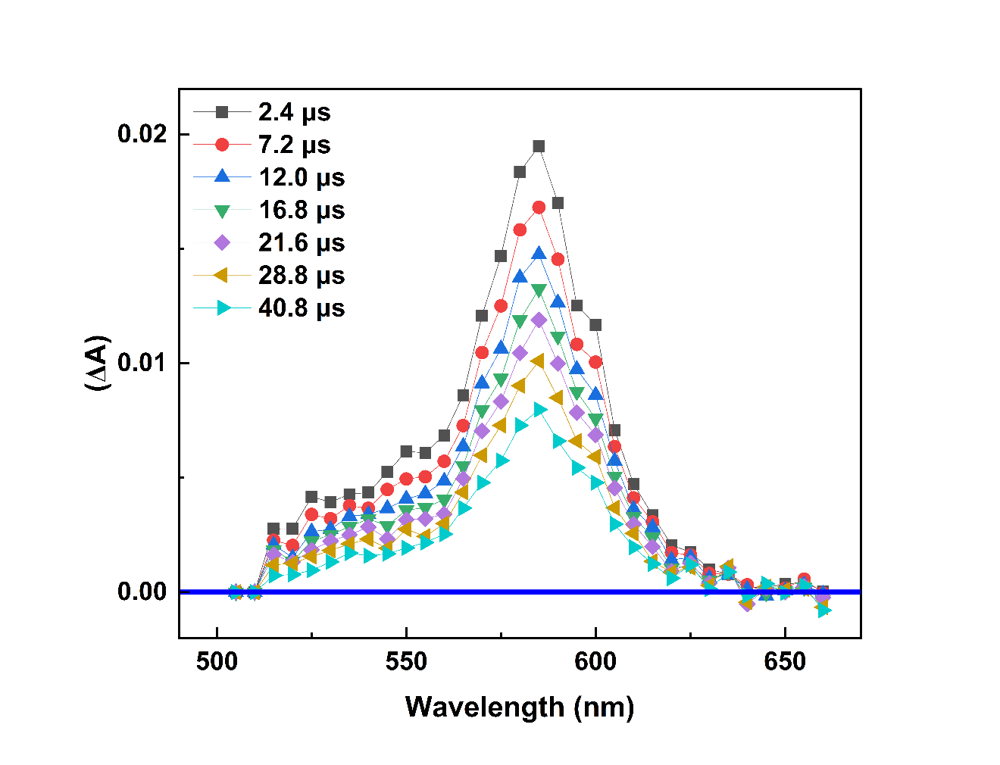 2.4 µs
7.2 µs
12.0 µs
16.8 µs
21.6 µs
28.8 µs
40.8 µs
0.02
0.01
0.00
(ΔA)
500 550 600 650
Wavelength (nm)